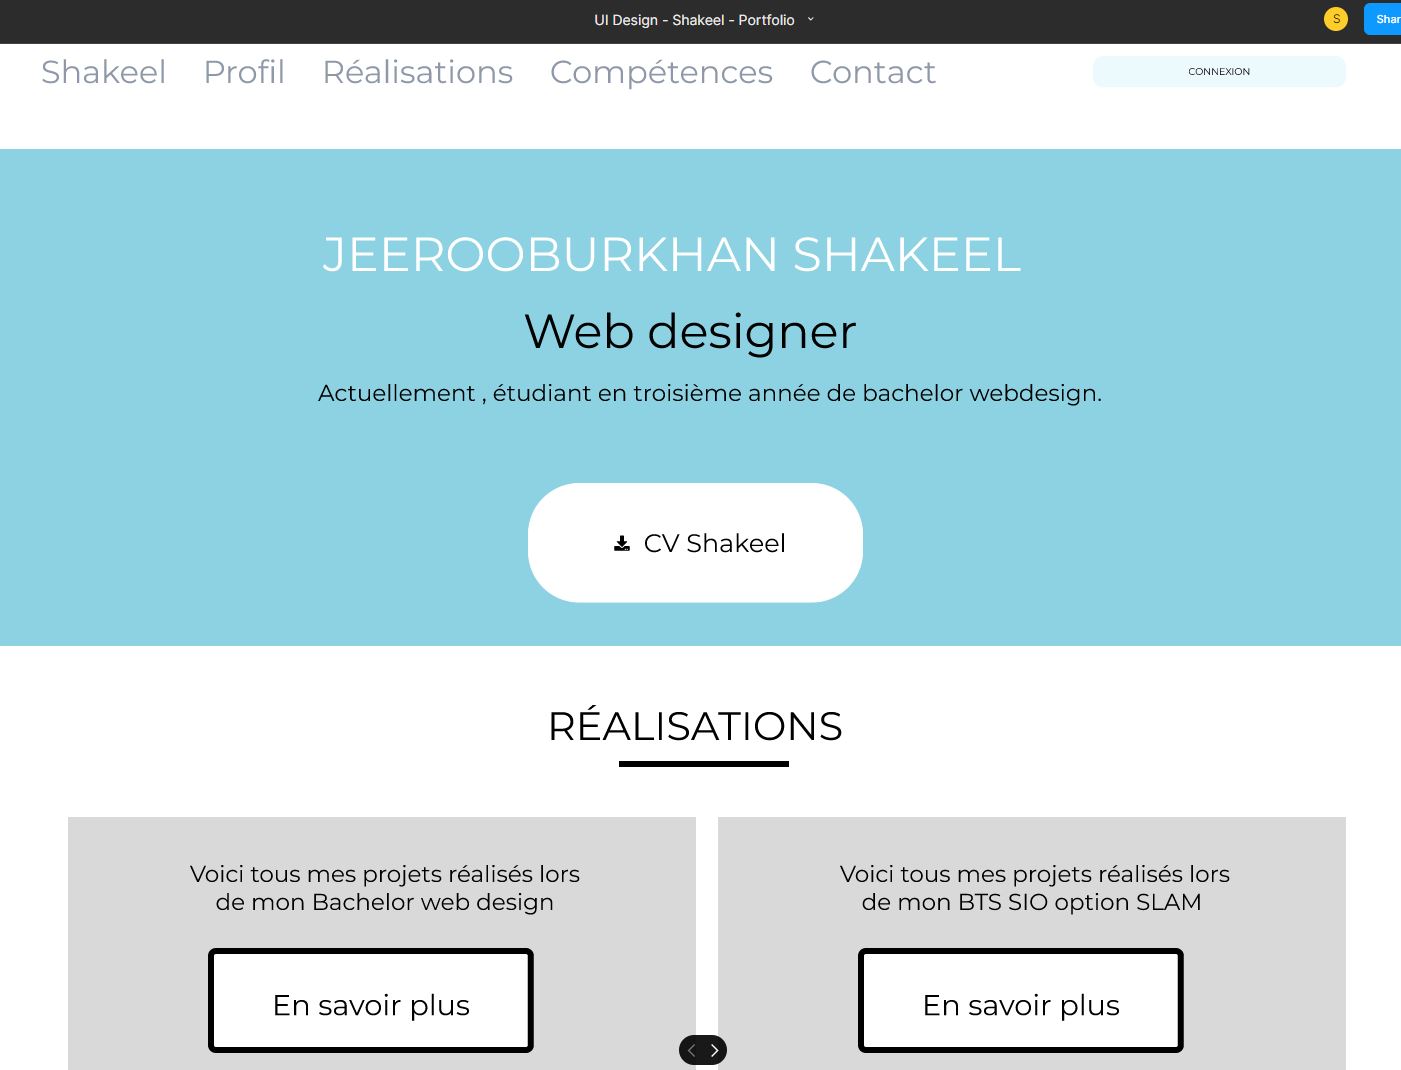 UI Design - Shakeel - Portfolio
S
Shar
Shakeel Profil Réalisations Compétences Contact
CONNEXION
JEEROOBURKHAN SHAKEEL
Web designer
Actuellement , étudiant en troisième année de bachelor webdesign.
CV Shakeel
RÉALISATIONS
Voici tous mes projets réalisés lors
de mon Bachelor web design
En savoir plus
Voici tous mes projets réalisés lors
de mon BTS SIO option SLAM
En savoir plus